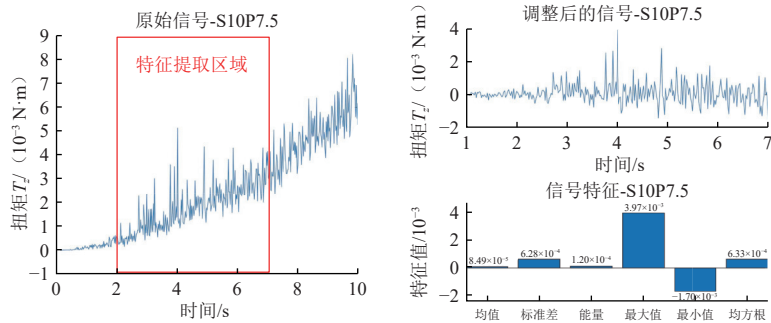 原始信号-S10P7.5
特征提取区域
扭矩Tz/（10⁻³ N·m）
9
8
7
6
5
4
3
2
1
0
−1
0 2 4 6 8 10
时间/s
调整后的信号-S10P7.5
扭矩Tz/（10⁻³ N·m）
4
2
0
−2
1 2 3 4 5 6 7
时间/s
信号特征-S10P7.5
特征值/10⁻³
4
2
0
−2
8.49×10⁻⁵
6.28×10⁻⁴
1.20×10⁻⁴
3.97×10⁻³
−1.70×10⁻³
6.33×10⁻⁴
均值 标准差 能量 最大值 最小值 均方根